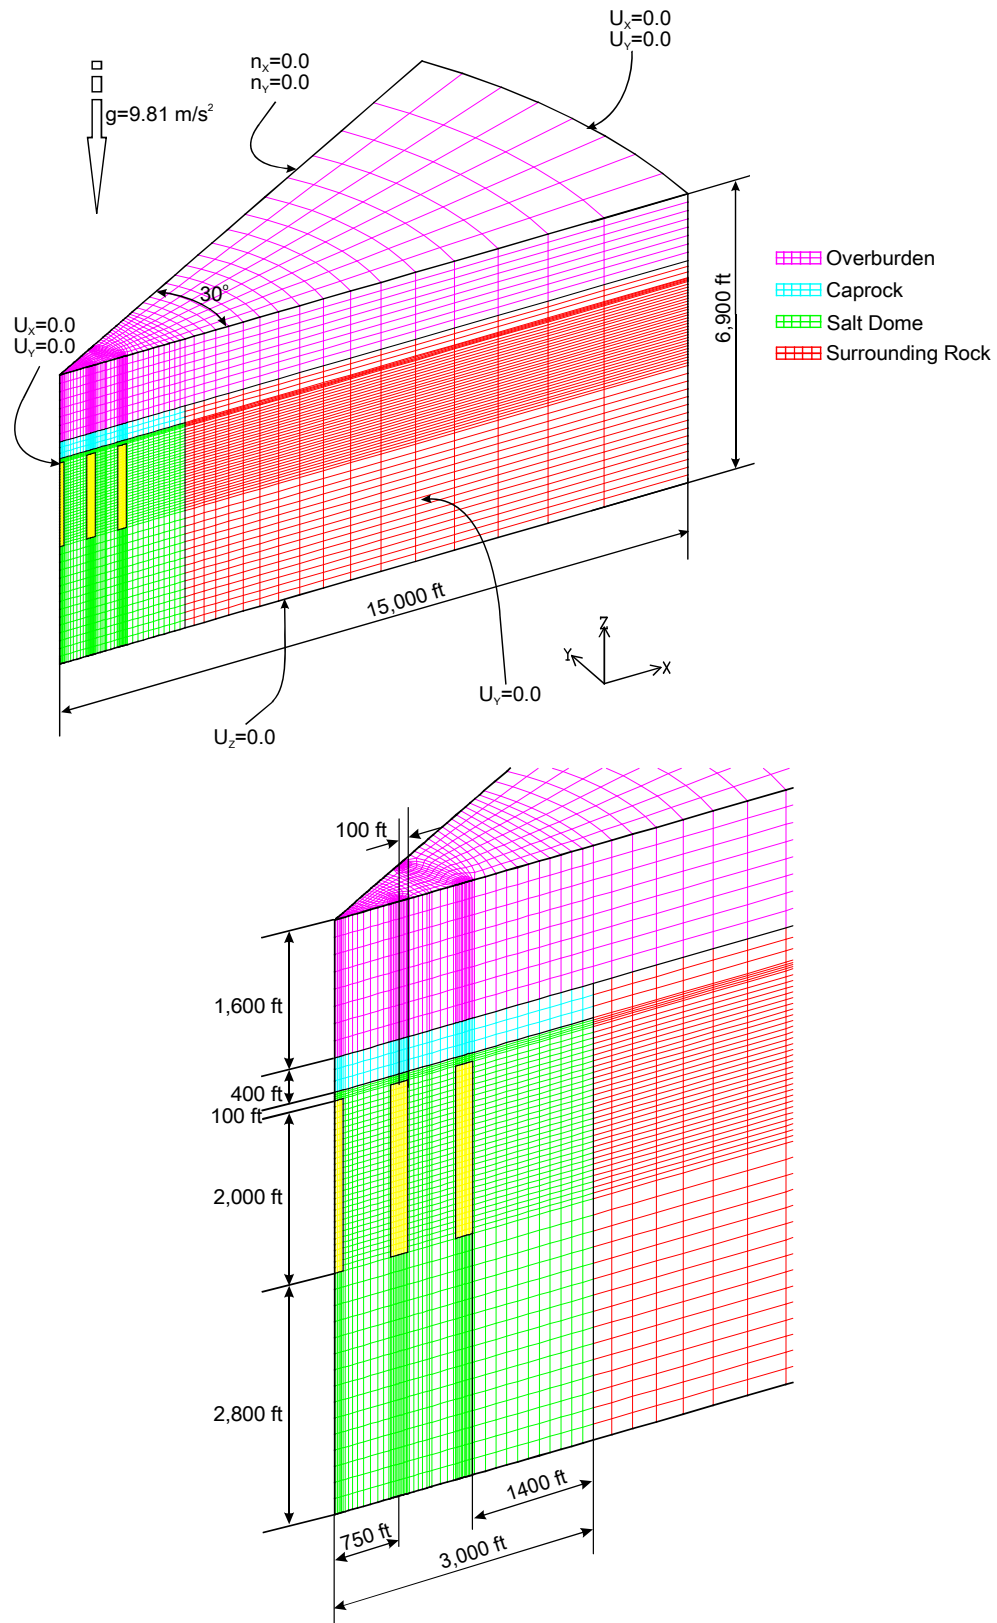 U_X=0.0
U_Y=0.0
n_X=0.0
n_Y=0.0
g=9.81 m/s²
30°
U_X=0.0
U_Y=0.0
6,900 ft
Overburden
Caprock
Salt Dome
Surrounding Rock
15,000 ft
Z
Y
X
U_Y=0.0
U_Z=0.0
100 ft
1,600 ft
400 ft
100 ft
2,000 ft
2,800 ft
1400 ft
750 ft
3,000 ft